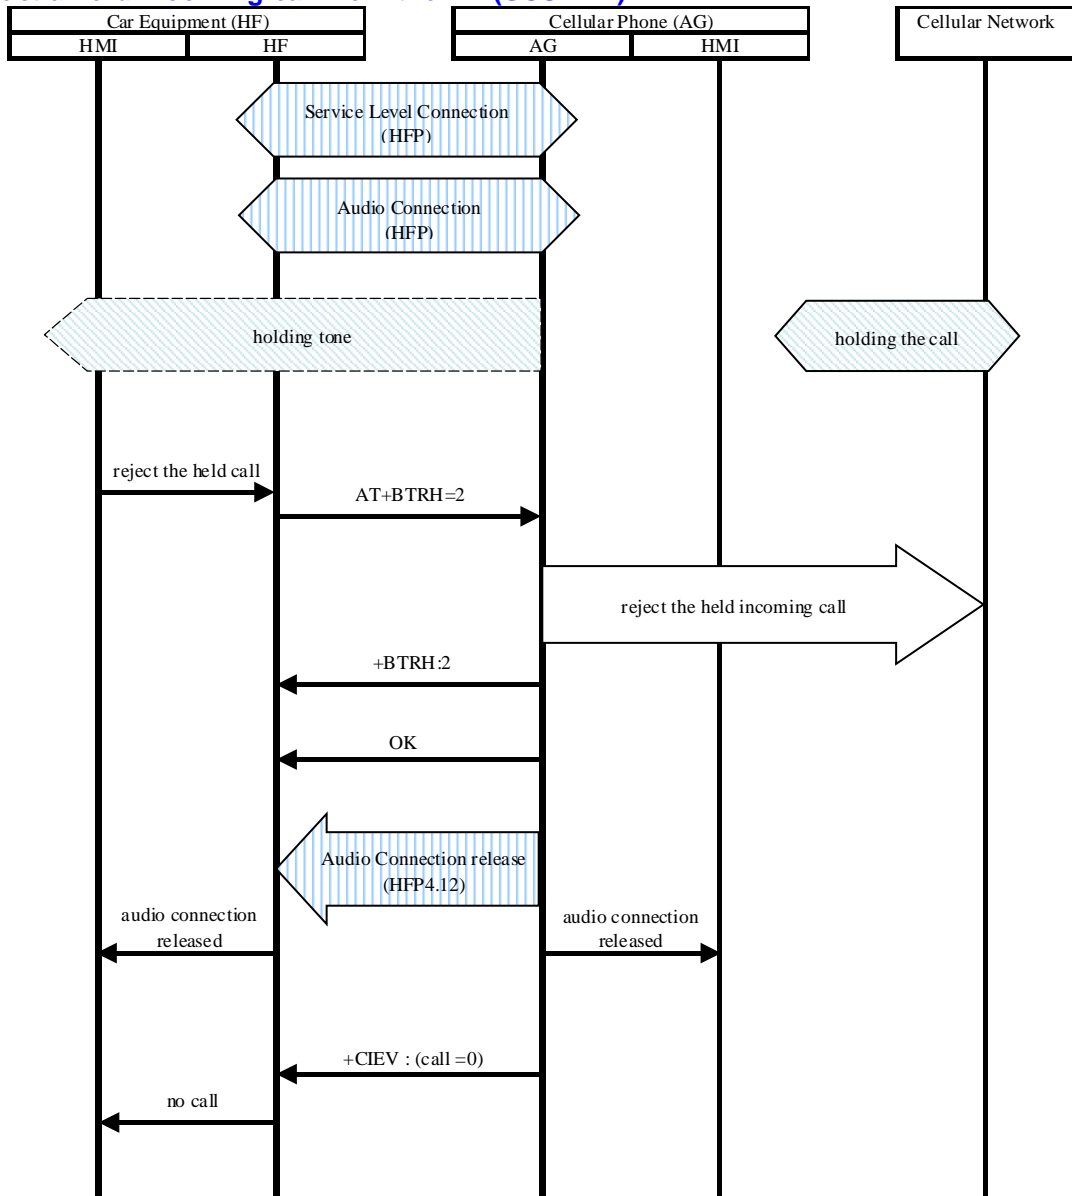 Car Equipment (HF)
Cellular Phone (AG)
Cellular Network
HMI
HF
AG
HMI
Service Level Connection
(HFP)
Audio Connection
(HFP)
holding tone
holding the call
reject the held call
AT+BTRH=2
reject the held incoming call
+BTRH:2
OK
Audio Connection release
(HFP4.12)
audio connection
released
audio connection
released
+CIEV : (call =0)
no call